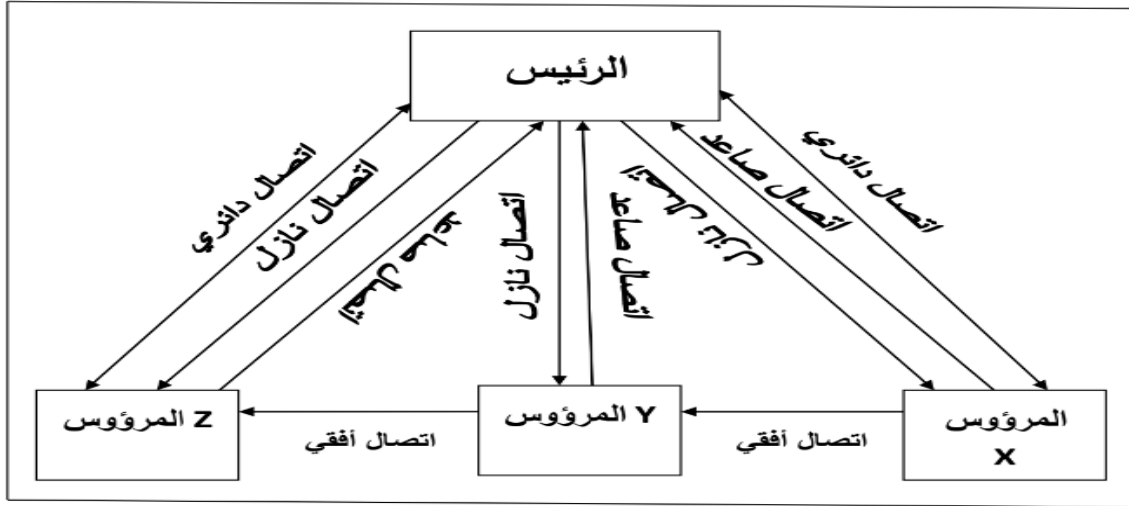 الرئيس
اتصال دائري
اتصال صاعد
اتصال نازل
اتصال صاعد
اتصال نازل
اتصال صاعد
اتصال نازل
اتصال دائري
المرؤوس
X
اتصال أفقي
المرؤوس Y
اتصال أفقي
المرؤوس Z